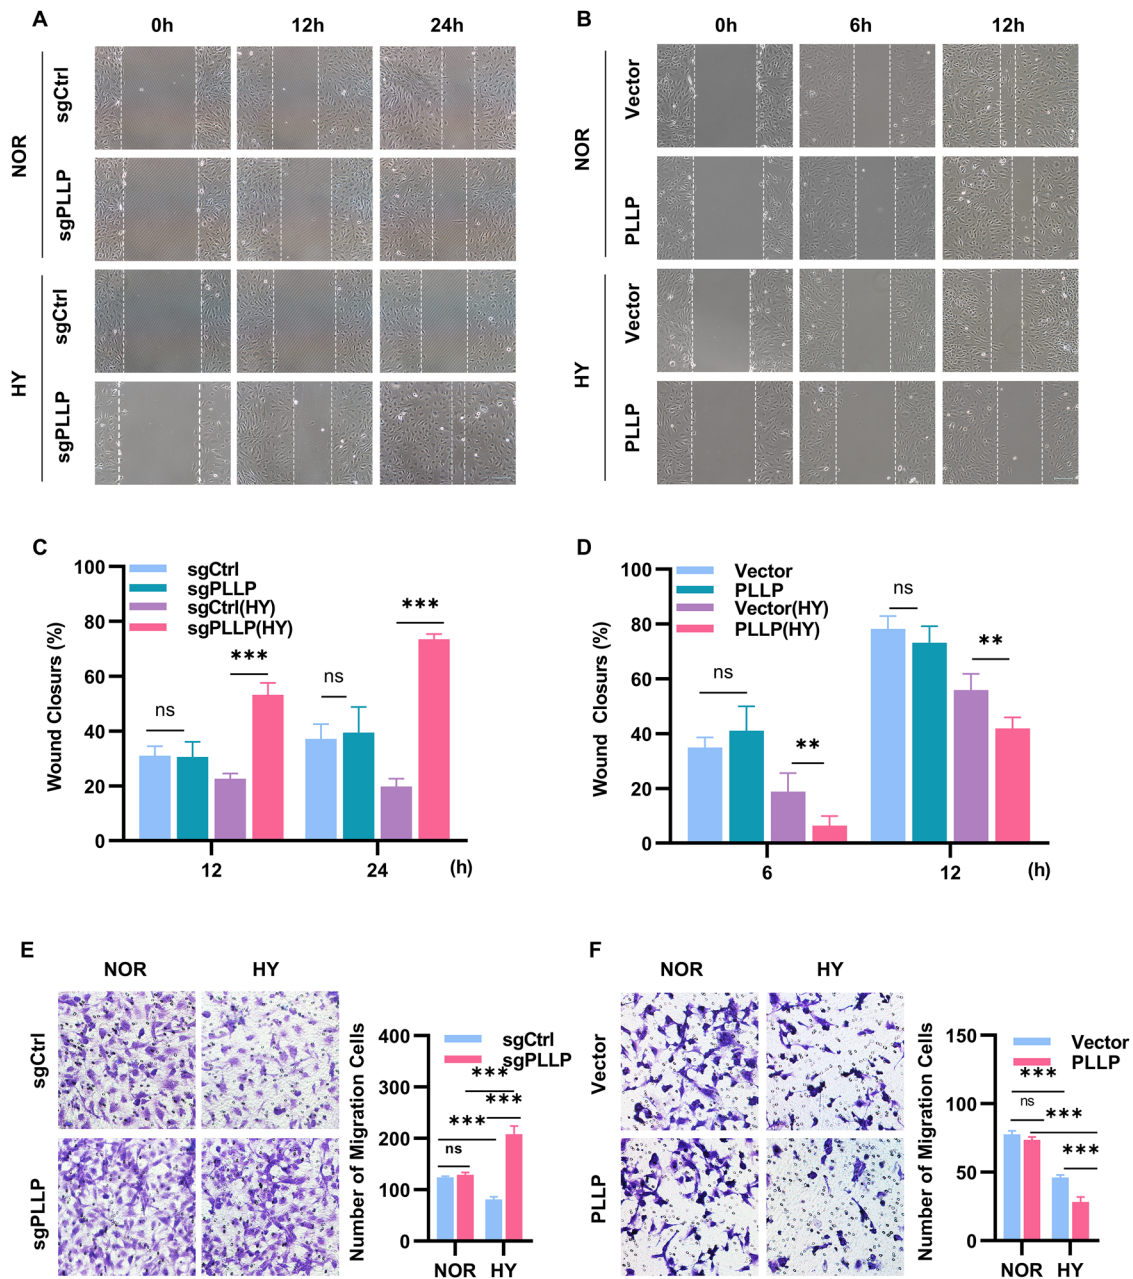 A
0h
12h
24h
NOR
sgCtrl
sgPLLP
HY
sgCtrl
sgPLLP
B
0h
6h
12h
NOR
Vector
PLLP
HY
Vector
PLLP
C
sgCtrl
sgPLLP
sgCtrl(HY)
sgPLLP(HY)
Wound Closurs (%)
100
80
60
40
20
0
ns
***
ns
***
12
24
(h)
D
Vector
PLLP
Vector(HY)
PLLP(HY)
Wound Closurs (%)
100
80
60
40
20
0
ns
**
ns
**
6
12
(h)
E
NOR
HY
sgCtrl
sgPLLP
Number of Migration Cells
400
300
200
100
0
sgCtrl
sgPLLP
***
***
***
ns
NOR
HY
F
NOR
HY
Vector
PLLP
Number of Migration Cells
150
100
50
0
Vector
PLLP
***
ns
***
***
NOR
HY